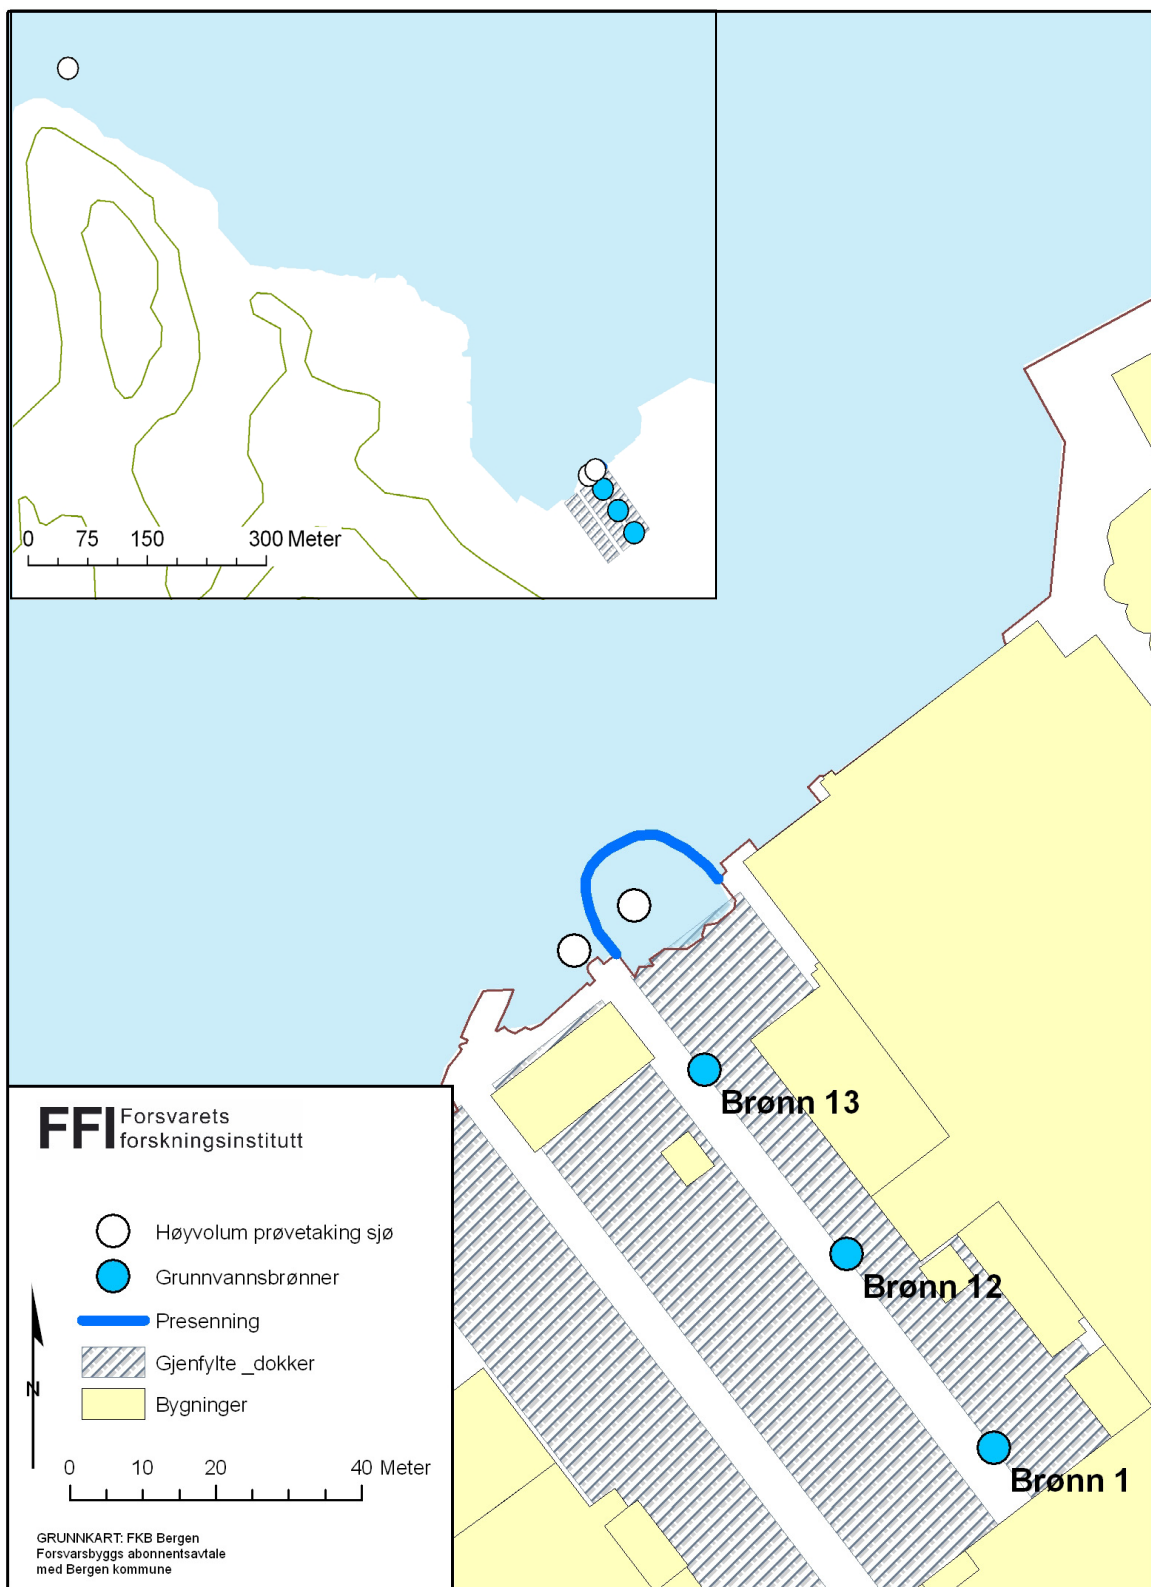 0 75 150 300 Meter
Brønn 13
Brønn 12
Brønn 1
FFI Forsvarets
forskningsinstitutt
Høyvolum prøvetaking sjø
Grunnvannsbrønner
Presenning
Gjenfylte _dokker
Bygninger
N
0 10 20 40 Meter
GRUNNKART: FKB Bergen
Forsvarsbyggs abonnentsavtale
med Bergen kommune